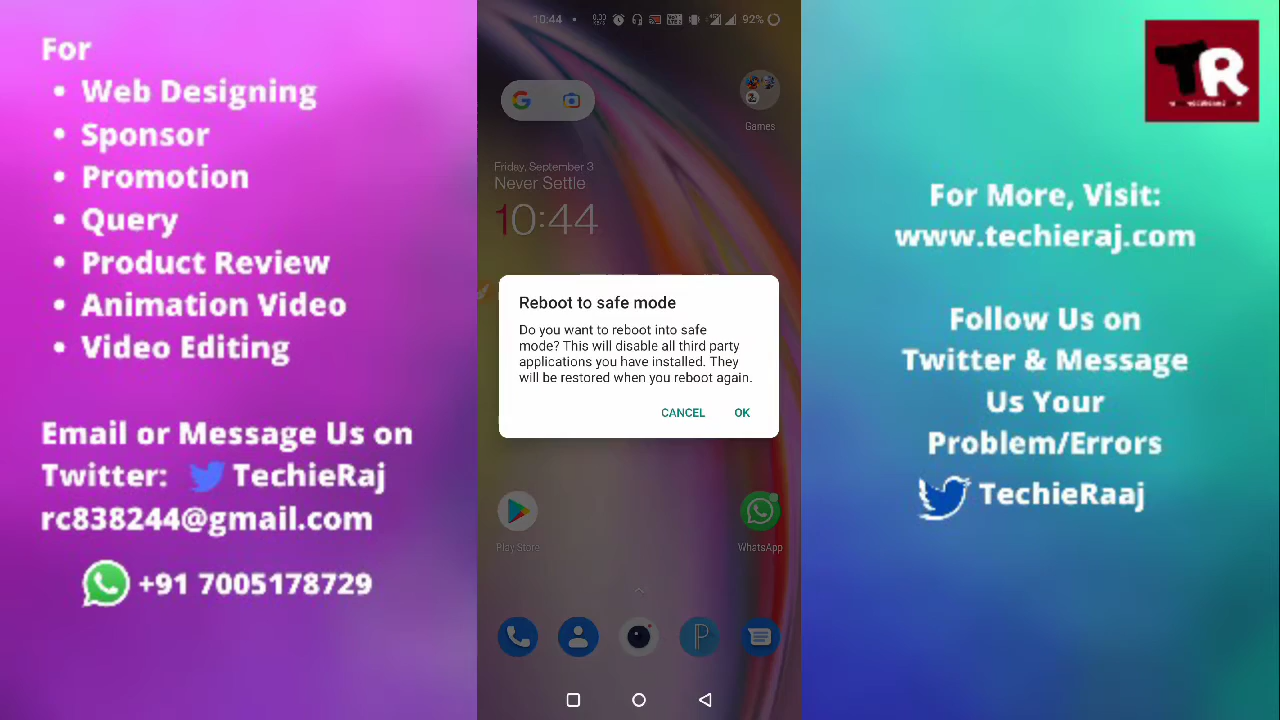 For
• Web Designing
• Sponsor
• Promotion
• Query
• Product Review
• Animation Video
• Video Editing
Email or Message Us on
Twitter: TechieRaj
rc838244@gmail.com
+91 7005178729
10:44
92%
Games
Friday, September 3
Never Settle
10:44
Reboot to safe mode
Do you want to reboot into safe
mode? This will disable all third party
applications you have installed. They
will be restored when you reboot again.
CANCEL OK
Play Store
WhatsApp
TR
For More, Visit:
www.techieraj.com
Follow Us on
Twitter & Message
Us Your
Problem/Errors
TechieRaaj